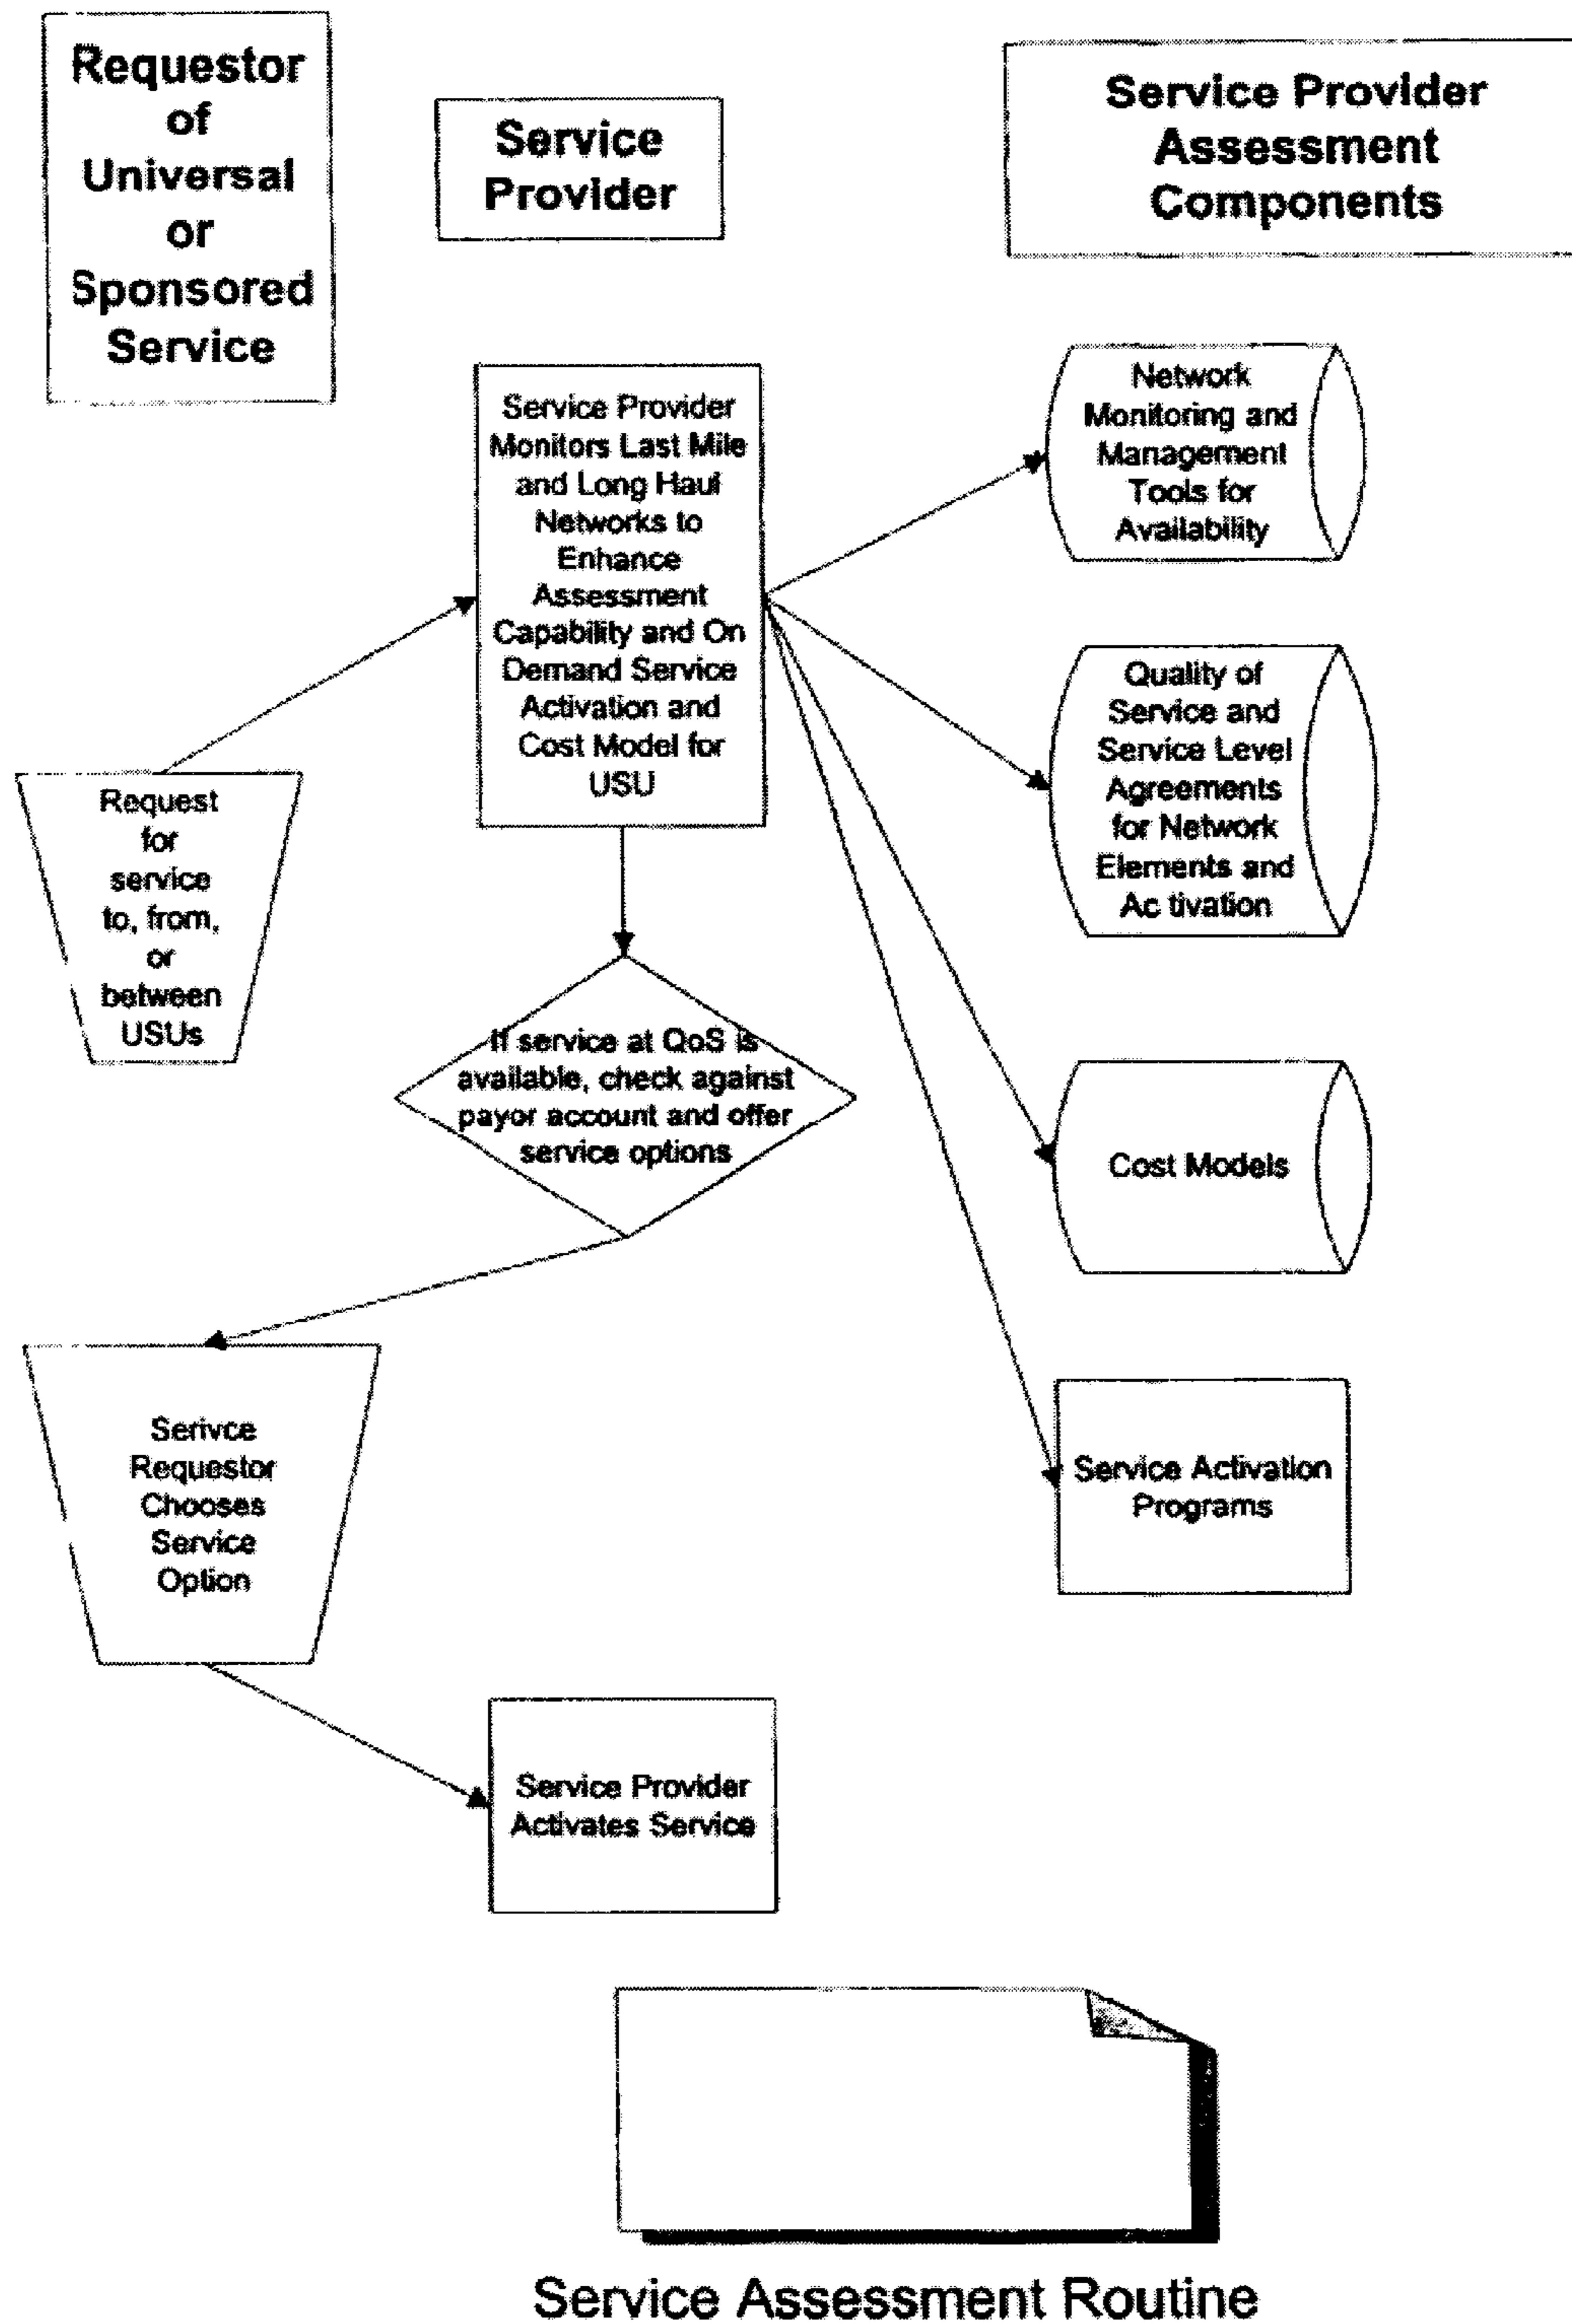 Requestor
of
Universal
or
Sponsored
Service
Service
Provider
Service Provider
Assessment
Components
Service Provider
Monitors Last Mile
and Long Haul
Networks to
Enhance
Assessment
Capability and On
Demand Service
Activation and
Cost Model for
USU
Network
Monitoring and
Management
Tools for
Availability
Quality of
Service and
Service Level
Agreements
for Network
Elements and
Ac tivation
Request
for
service
to, from,
or
between
USUs
If service at QoS is
available, check against
payor account and offer
service options
Cost Models
Serivce
Requestor
Chooses
Service
Option
Service Activation
Programs
Service Provider
Activates Service
Service Assessment Routine